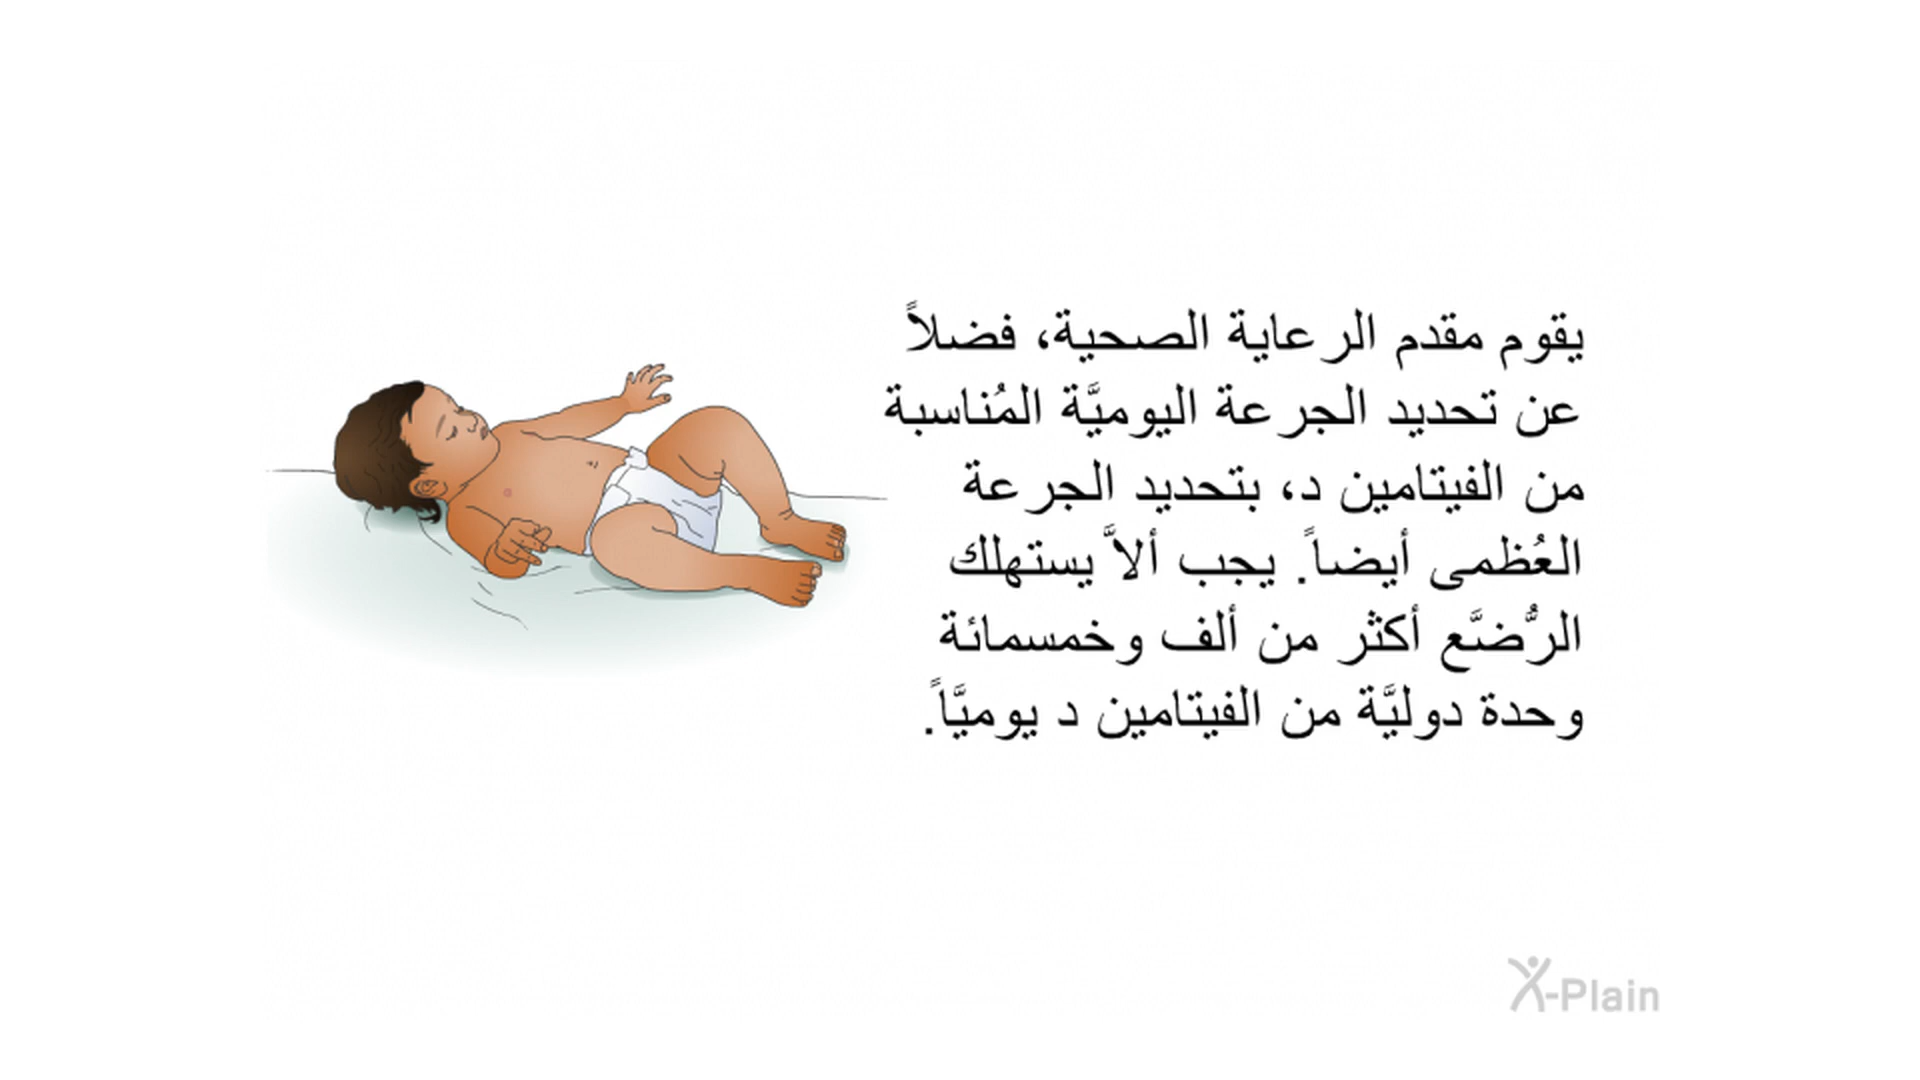 يقوم مقدم الرعاية الصحية، فضلاً
عن تحديد الجرعة اليوميَّة المُناسبة
من الفيتامين د، بتحديد الجرعة
العُظمى أيضاً. يجب ألاَّ يستهلك
الرُّضَّع أكثر من ألف وخمسمائة
وحدة دوليَّة من الفيتامين د يوميَّاً.
X-Plain